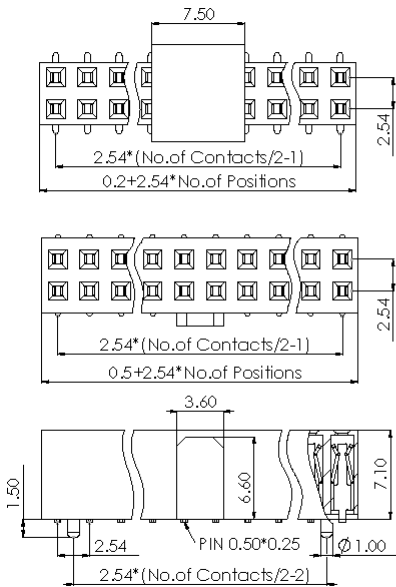 7.50
2.54
2.54*(No.of Contacts/2-1)
0.2+2.54*No.of Positions
2.54
2.54*(No.of Contacts/2-1)
0.5+2.54*No.of Positions
3.60
6.60
7.10
1.50
2.54
PIN 0.50*0.25
Ø1.00
2.54*(No.of Contacts/2-2)